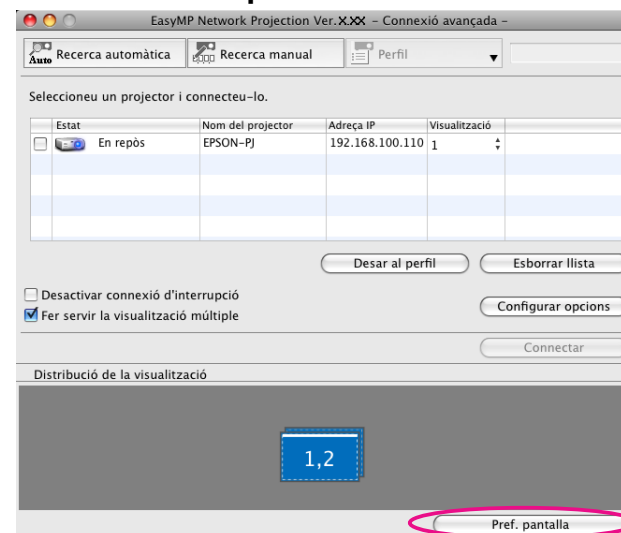 EasyMP Network Projection Ver.X.XX – Connexió avançada –
Auto Recerca automàtica Recerca manual Perfil
Seleccioneu un projector i connecteu-lo.
Estat Nom del projector Adreça IP Visualització
En repòs EPSON-PJ 192.168.100.110 1
Desar al perfil Esborrar llista
Desactivar connexió d'interrupció
Fer servir la visualització múltiple
Configurar opcions
Connectar
Distribució de la visualització
1,2
Pref. pantalla